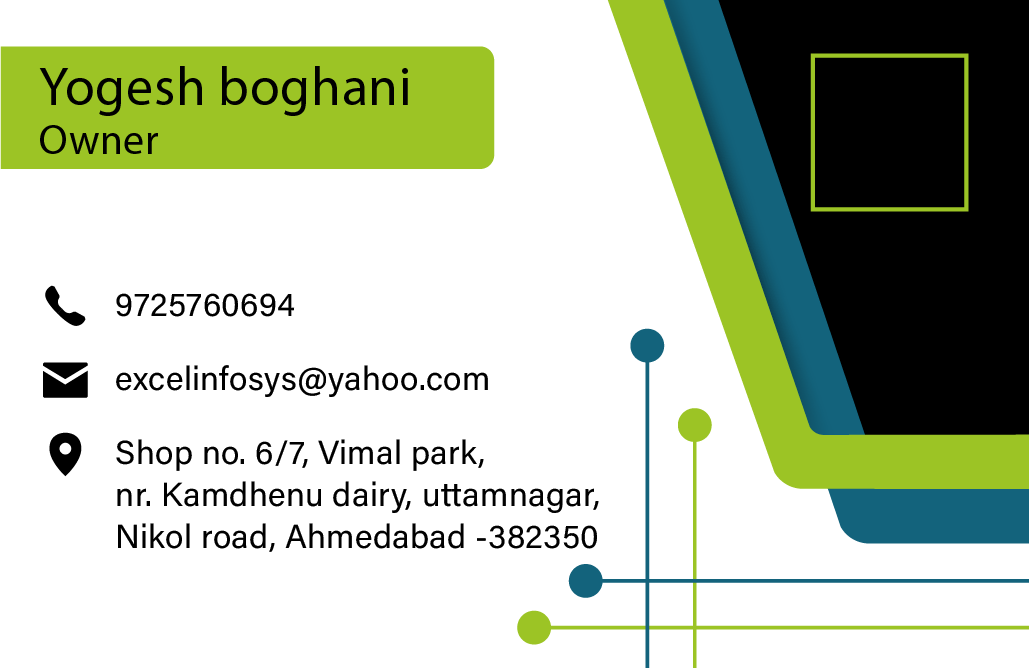 Yogesh boghani
Owner
9725760694
excelinfosys@yahoo.com
Shop no. 6/7, Vimal park,
nr. Kamdhenu dairy, uttamnagar,
Nikol road, Ahmedabad -382350